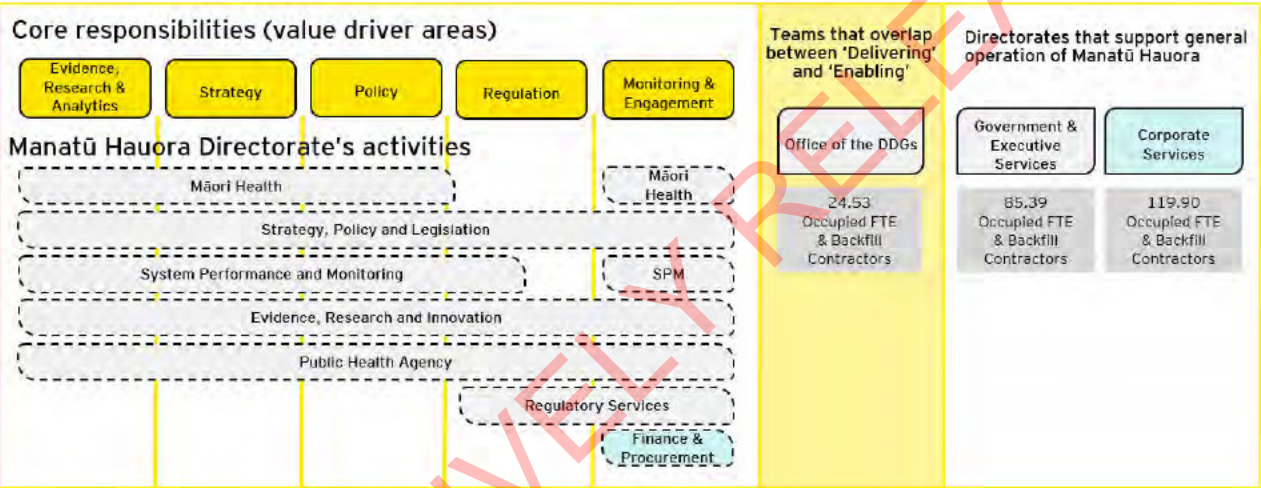 Core responsibilities (value driver areas)
Evidence,
Research &
Analytics
Strategy
Policy
Regulation
Monitoring &
Engagement
Manatū Hauora Directorate's activities
Māori Health
Māori
Health
Strategy, Policy and Legislation
System Performance and Monitoring
SPM
Evidence, Research and Innovation
Public Health Agency
Regulatory Services
Finance &
Procurement
Teams that overlap
between 'Delivering'
and 'Enabling'
Office of the DDGs
24.53
Occupied FTE
& Backfill
Contractors
Directorates that support general
operation of Manatū Hauora
Government &
Executive
Services
85.39
Occupied FTE
& Backfill
Contractors
Corporate
Services
119.90
Occupied FTE
& Backfill
Contractors
VELY RELE